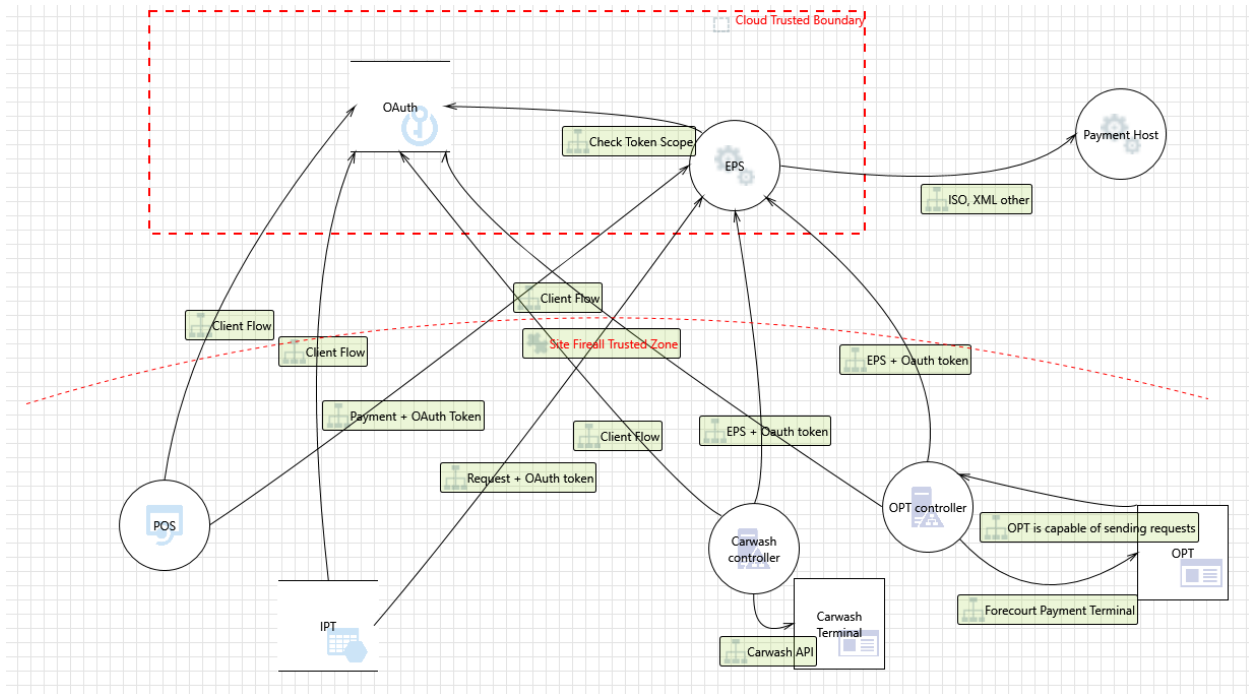 Cloud Trusted Boundary
OAuth
Check Token Scope
EPS
Payment Host
ISO, XML other
Client Flow
Client Flow
Client Flow
Site Fireall Trusted Zone
EPS + Oauth token
Payment + OAuth Token
Client Flow
EPS + Oauth token
Request + OAuth token
POS
OPT controller
OPT is capable of sending requests
Carwash
controller
OPT
Forecourt Payment Terminal
IPT
Carwash
Terminal
Carwash API